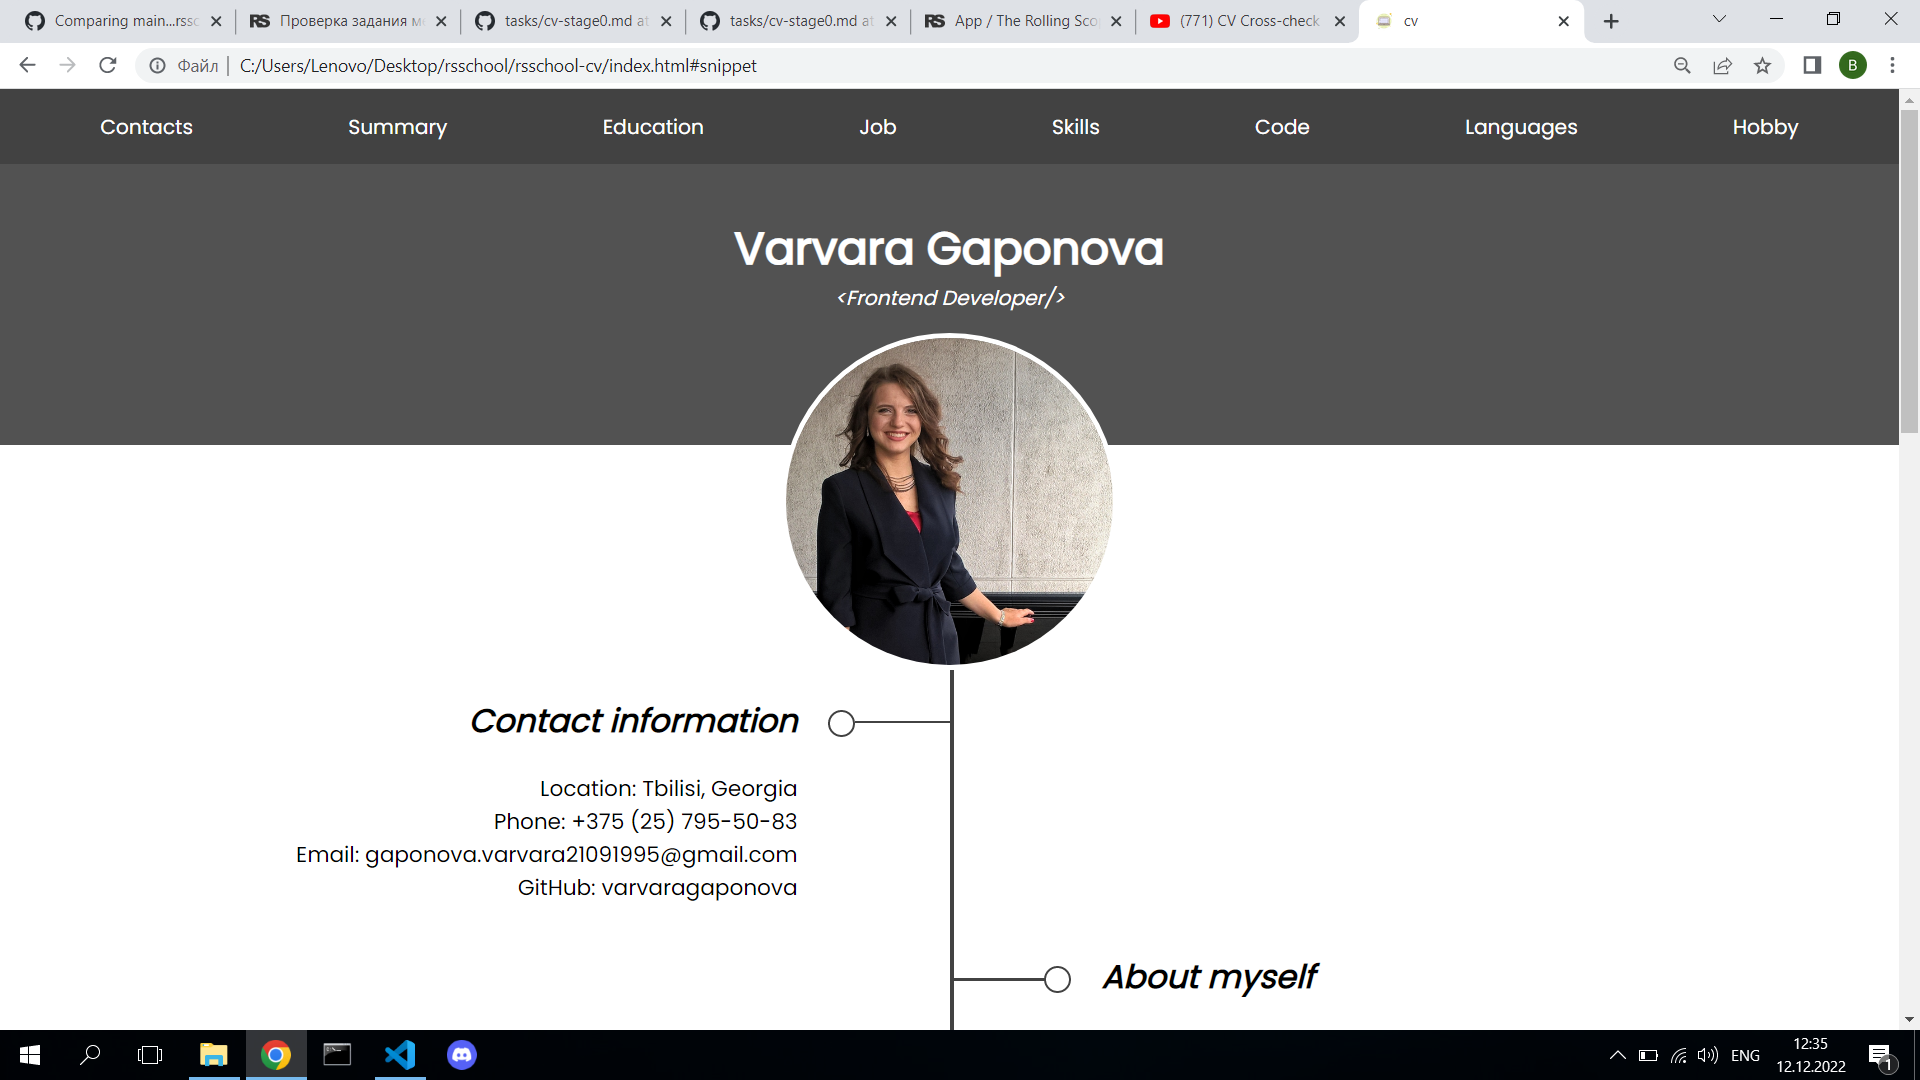 Comparing main...rssc
RS Проверка задания м
tasks/cv-stage0.md at
tasks/cv-stage0.md at
RS App / The Rolling Sco
(771) CV Cross-check
cv
Файл | C:/Users/Lenovo/Desktop/rsschool/rsschool-cv/index.html#snippet
B
Contacts
Summary
Education
Job
Skills
Code
Languages
Hobby
Varvara Gaponova
<Frontend Developer/>
Contact information
Location: Tbilisi, Georgia
Phone: +375 (25) 795-50-83
Email: gaponova.varvara21091995@gmail.com
GitHub: varvaragaponova
About myself
ENG
12:35
12.12.2022
1